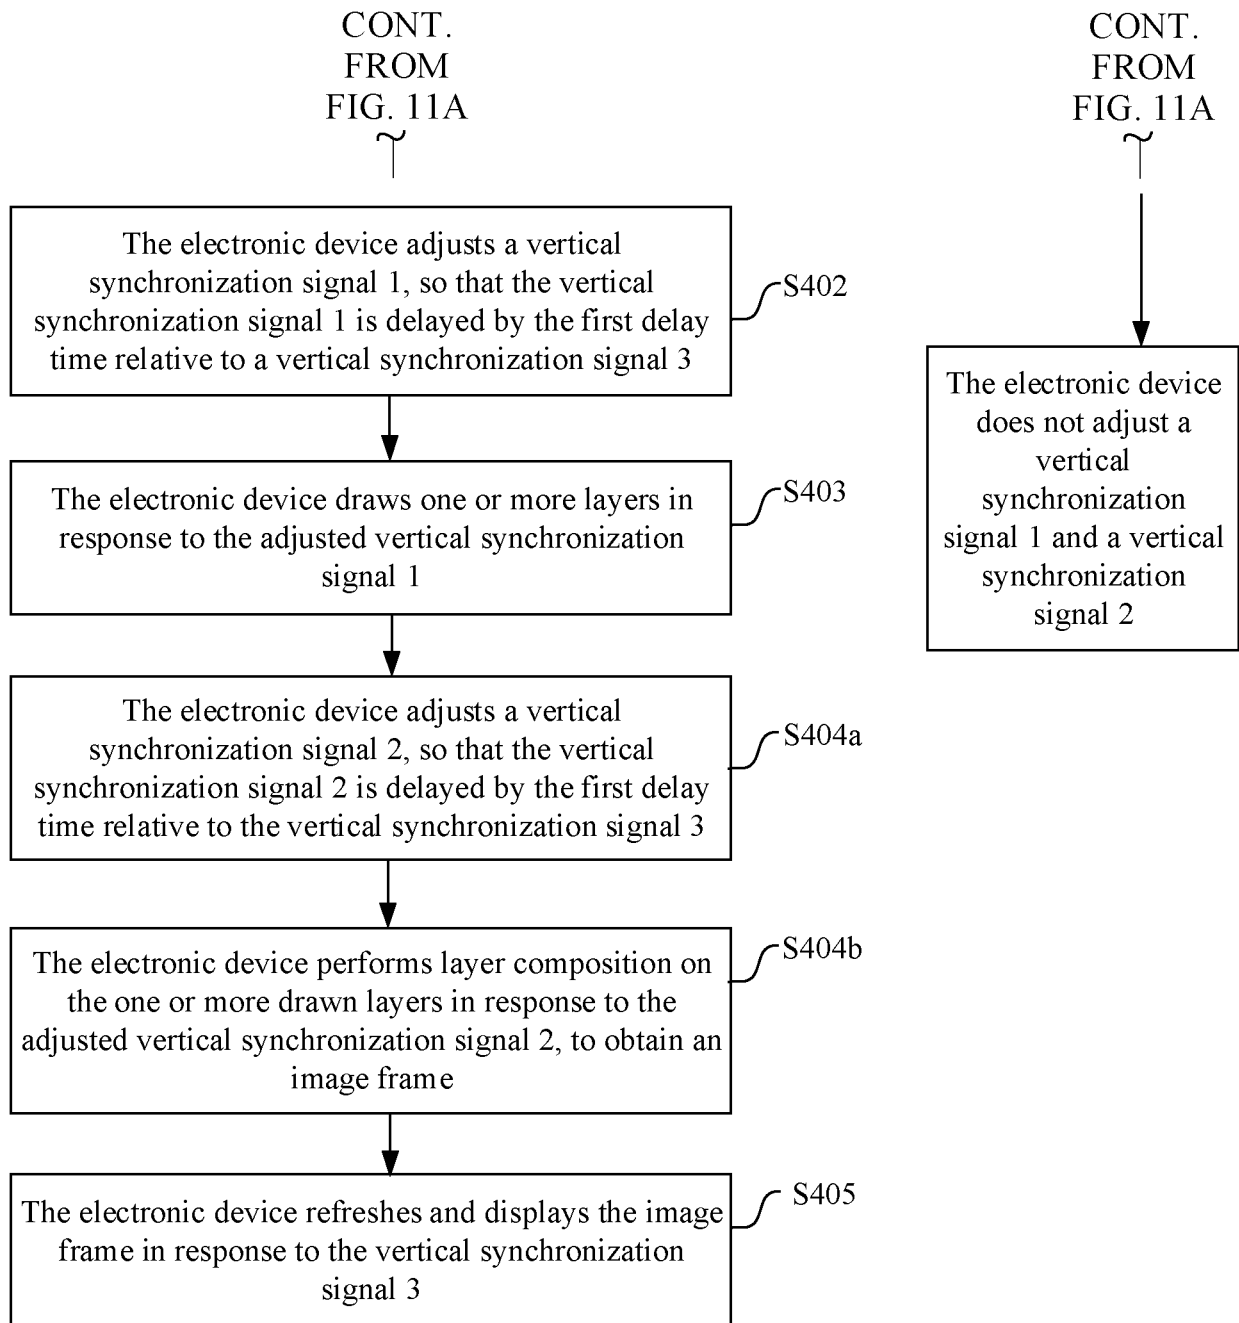 CONT.
FROM
FIG. 11A
The electronic device adjusts a vertical
synchronization signal 1, so that the vertical
synchronization signal 1 is delayed by the first delay
time relative to a vertical synchronization signal 3
S402
The electronic device draws one or more layers in
response to the adjusted vertical synchronization
signal 1
S403
The electronic device adjusts a vertical
synchronization signal 2, so that the vertical
synchronization signal 2 is delayed by the first delay
time relative to the vertical synchronization signal 3
S404a
The electronic device performs layer composition on
the one or more drawn layers in response to the
adjusted vertical synchronization signal 2, to obtain an
image frame
S404b
The electronic device refreshes and displays the image
frame in response to the vertical synchronization
signal 3
S405
CONT.
FROM
FIG. 11A
The electronic device
does not adjust a
vertical
synchronization
signal 1 and a vertical
synchronization
signal 2